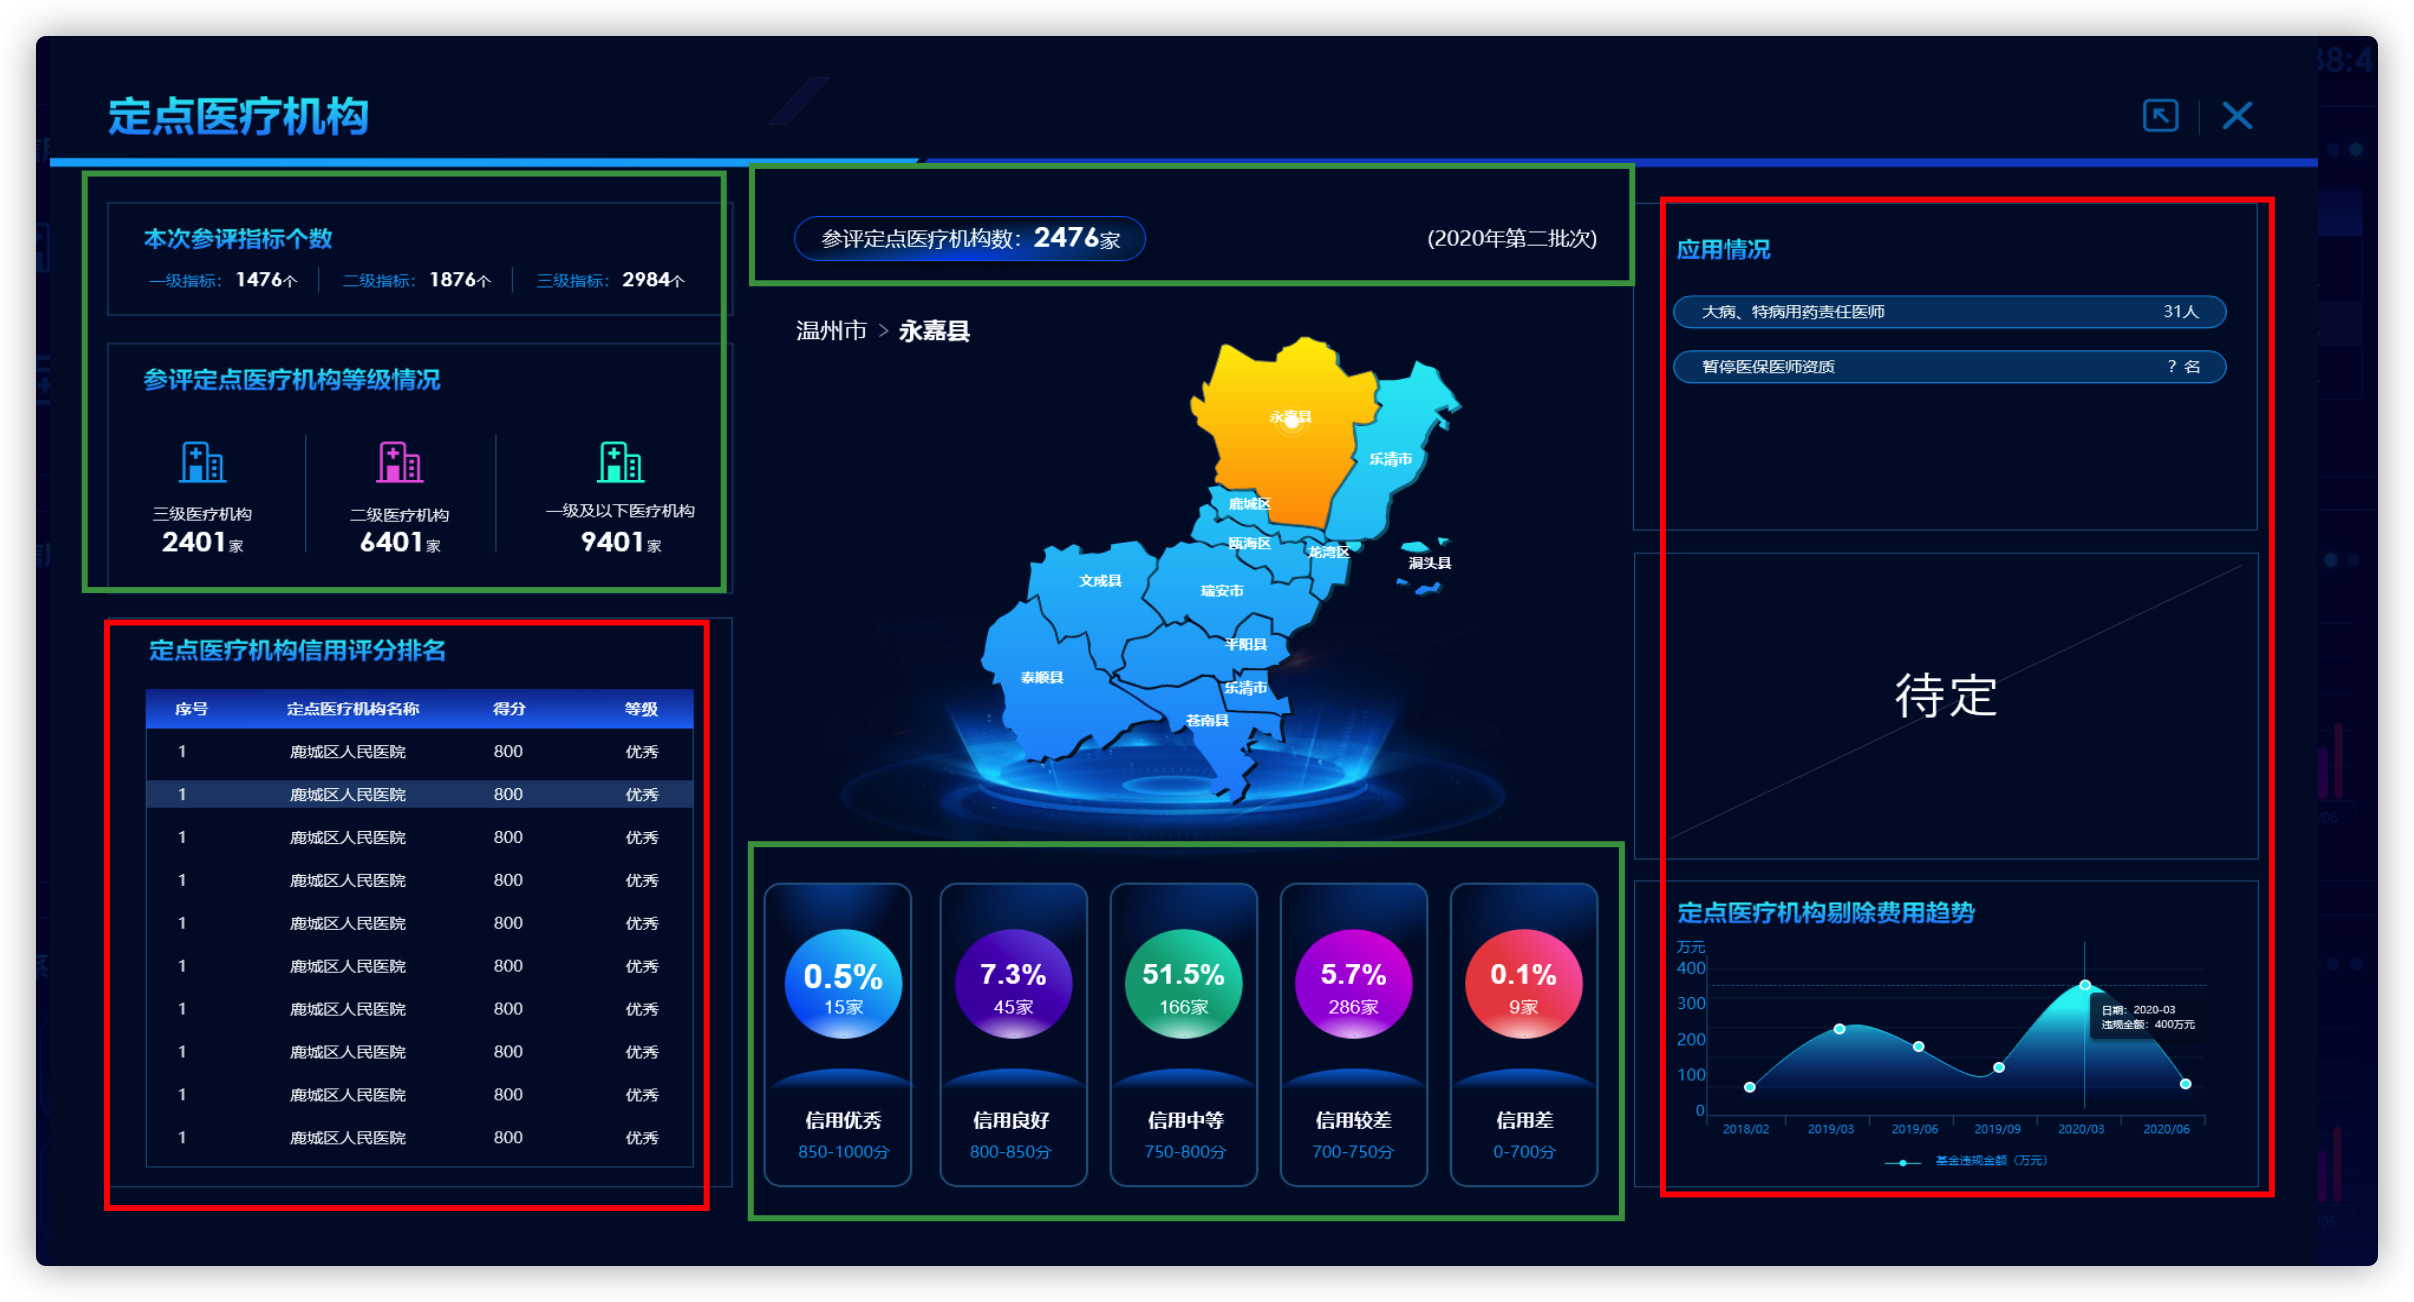 定点医疗机构
本次参评指标个数
一级指标： 1476个
二级指标： 1876个
三级指标： 2984个
参评定点医疗机构等级情况
三级医疗机构
2401家
二级医疗机构
6401家
一级及以下医疗机构
9401家
定点医疗机构信用评分排名
序号 定点医疗机构名称 得分 等级
1 鹿城区人民医院 800 优秀
1 鹿城区人民医院 800 优秀
1 鹿城区人民医院 800 优秀
1 鹿城区人民医院 800 优秀
1 鹿城区人民医院 800 优秀
1 鹿城区人民医院 800 优秀
1 鹿城区人民医院 800 优秀
1 鹿城区人民医院 800 优秀
1 鹿城区人民医院 800 优秀
1 鹿城区人民医院 800 优秀
参评定点医疗机构数：2476家
(2020年第二批次)
温州市 > 永嘉县
永嘉县
乐清市
鹿城区
瓯海区
龙湾区
洞头县
文成县
瑞安市
平阳县
泰顺县
乐清市
苍南县
0.5%
15家
信用优秀
850-1000分
7.3%
45家
信用良好
800-850分
51.5%
166家
信用中等
750-800分
5.7%
286家
信用较差
700-750分
0.1%
9家
信用差
0-700分
应用情况
大病、特病用药责任医师 31人
暂停医保医师资质 ？名
待定
定点医疗机构剔除费用趋势
万元
400
300
200
100
0
日期：2020-03
违规金额：400万元
2018/02 2019/03 2019/06 2019/09 2020/03 2020/06
基金违规金额（万元）